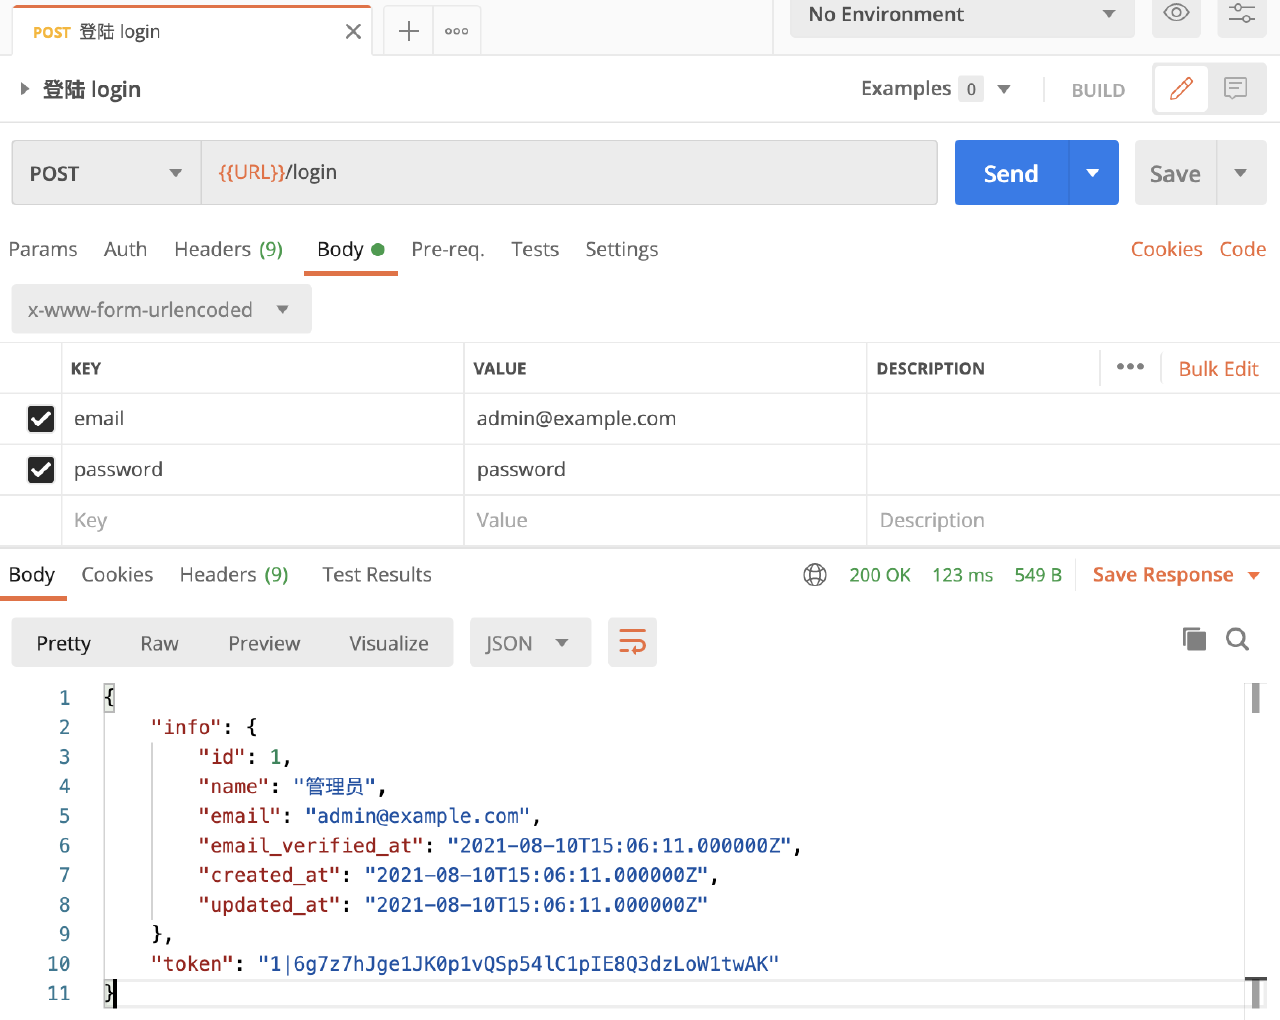 POST 登陆 login
No Environment
登陆 login
Examples 0
BUILD
POST
{{URL}}/login
Send
Save
Params Auth Headers (9) Body Pre-req. Tests Settings Cookies Code
x-www-form-urlencoded
KEY VALUE DESCRIPTION ••• Bulk Edit
email admin@example.com
password password
Key Value Description
Body Cookies Headers (9) Test Results 200 OK 123 ms 549 B Save Response
Pretty Raw Preview Visualize JSON
1 {
2 "info": {
3 "id": 1,
4 "name": "管理员",
5 "email": "admin@example.com",
6 "email_verified_at": "2021-08-10T15:06:11.000000Z",
7 "created_at": "2021-08-10T15:06:11.000000Z",
8 "updated_at": "2021-08-10T15:06:11.000000Z"
9 },
10 "token": "1|6g7z7hJge1JK0p1vQSp54lC1pIE8Q3dzLoW1twAK"
11 }